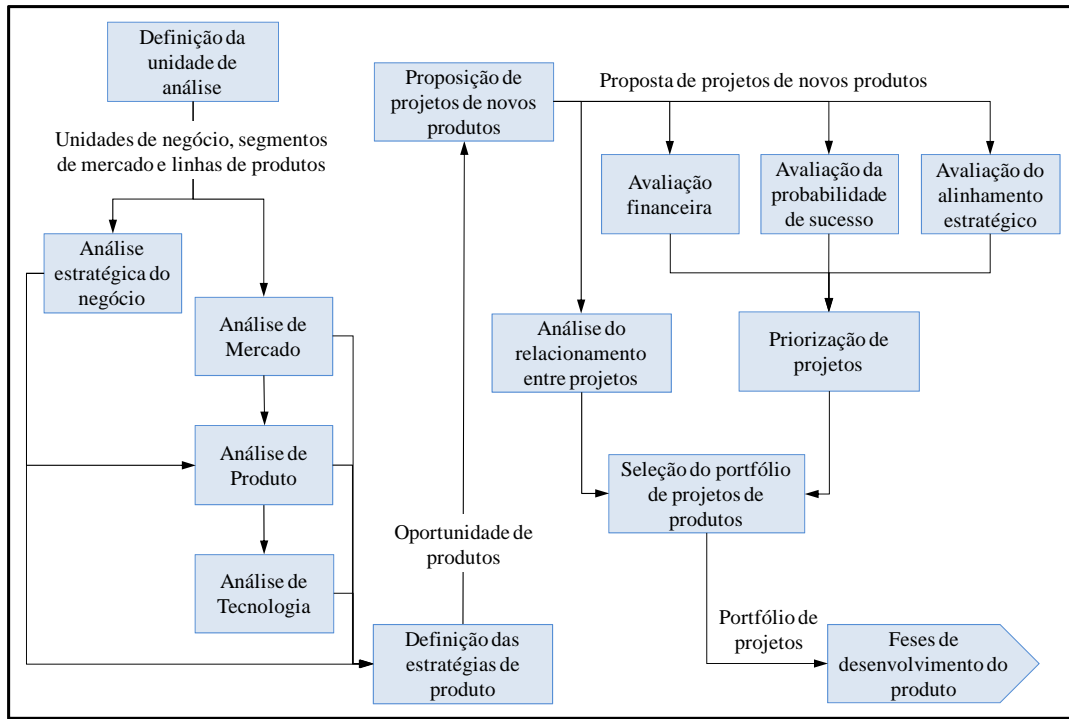 Definição da
unidade de
análise
Unidades de negócio, segmentos
de mercado e linhas de produtos
Análise
estratégica do
negócio
Análise de
Mercado
Análise de
Produto
Análise de
Tecnologia
Definição das
estratégias de
produto
Oportunidade de
produtos
Proposição de
projetos de novos
produtos
Proposta de projetos de novos produtos
Avaliação
financeira
Avaliação da
probabilidade
de sucesso
Avaliação do
alinhamento
estratégico
Análise do
relacionamento
entre projetos
Priorização de
projetos
Seleção do portfólio
de projetos de
produtos
Portfólio de
projetos
Feses de
desenvolvimento do
produto